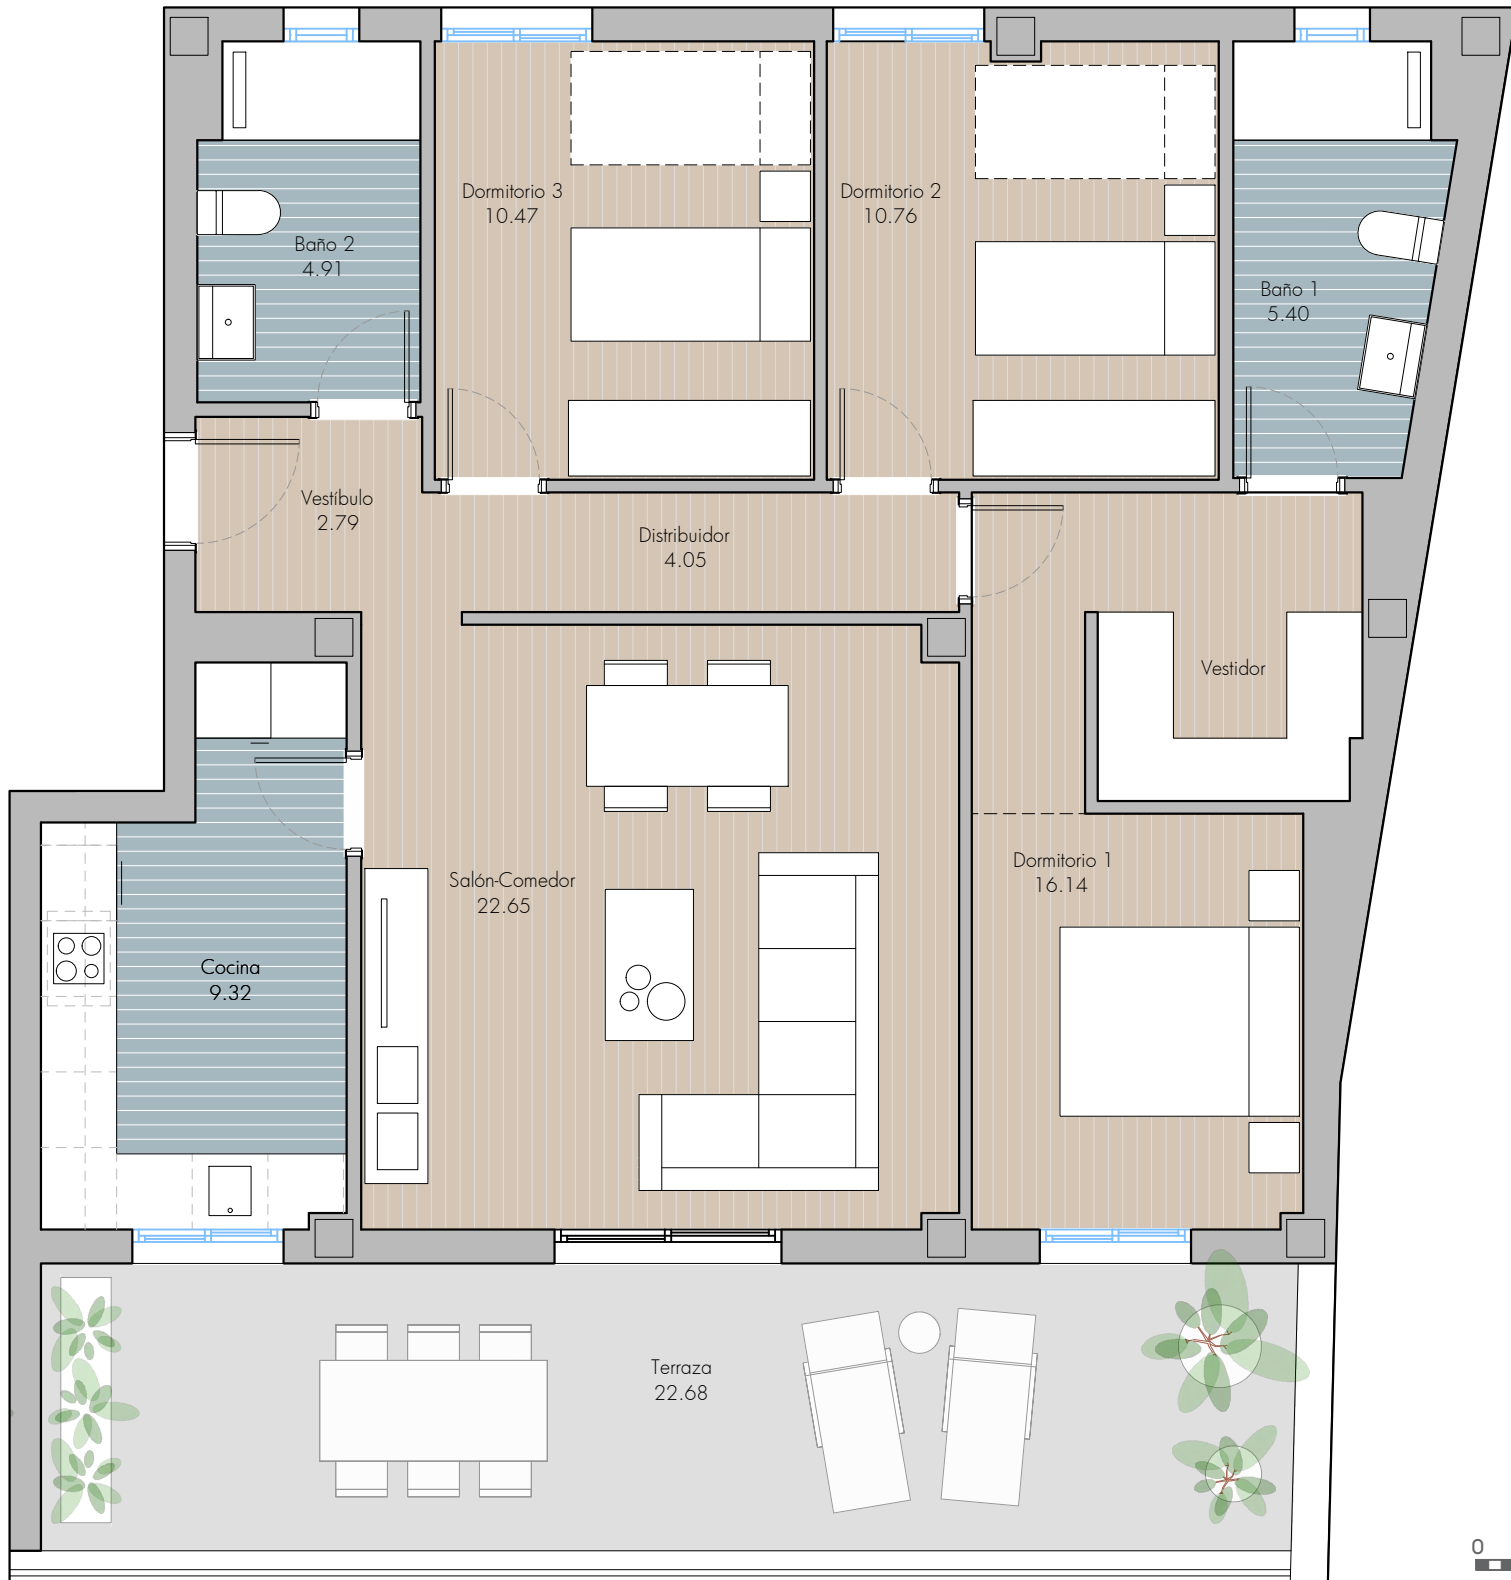 Dormitorio 3
10.47
Dormitorio 2
10.76
Baño 2
4.91
Baño 1
5.40
Vestíbulo
2.79
Distribuidor
4.05
Vestidor
Salón-Comedor
22.65
Dormitorio 1
16.14
Cocina
9.32
Terraza
22.68
0